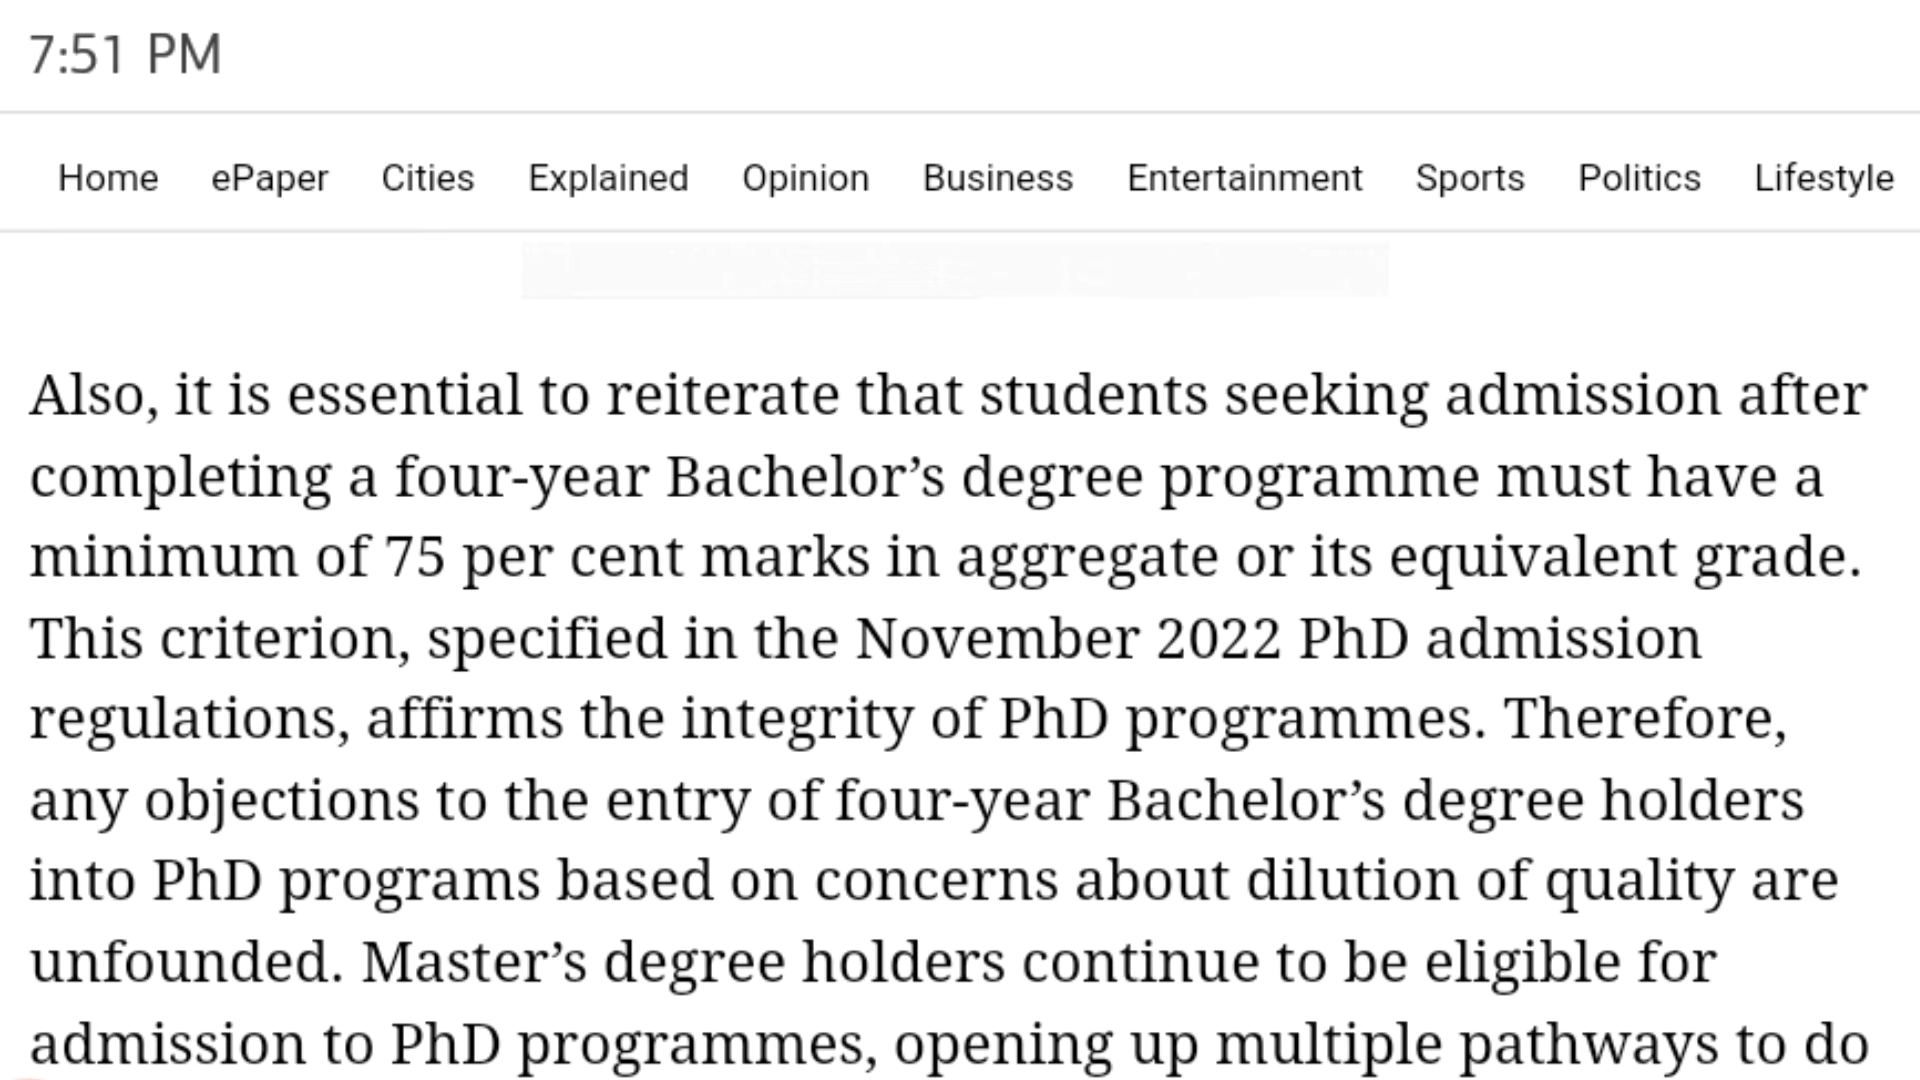 7:51 PM
Home ePaper Cities Explained Opinion Business Entertainment Sports Politics Lifestyle
Also, it is essential to reiterate that students seeking admission after
completing a four-year Bachelor’s degree programme must have a
minimum of 75 per cent marks in aggregate or its equivalent grade.
This criterion, specified in the November 2022 PhD admission
regulations, affirms the integrity of PhD programmes. Therefore,
any objections to the entry of four-year Bachelor’s degree holders
into PhD programs based on concerns about dilution of quality are
unfounded. Master’s degree holders continue to be eligible for
admission to PhD programmes, opening up multiple pathways to do